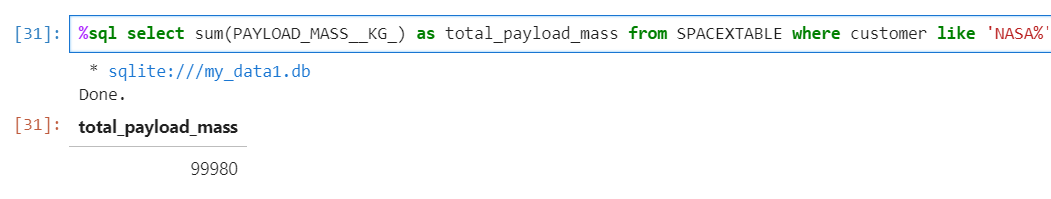 [31]: %sql select sum(PAYLOAD_MASS__KG_) as total_payload_mass from SPACEXTABLE where customer like 'NASA%'
* sqlite:///my_data1.db
Done.
[31]: total_payload_mass
99980